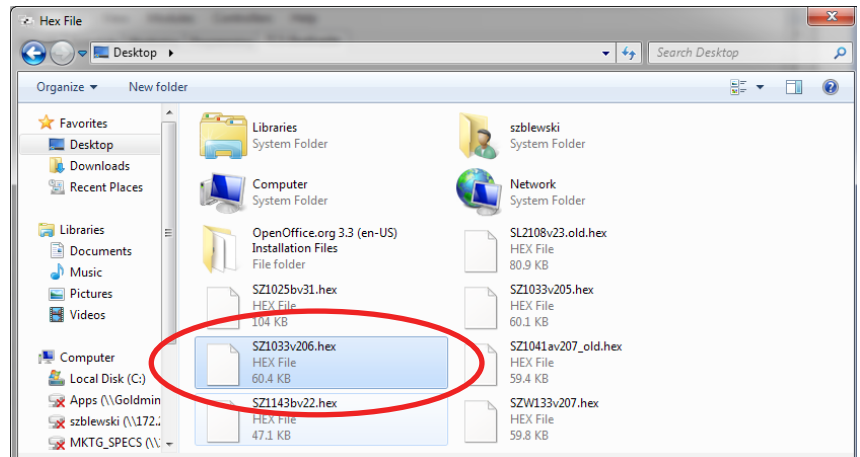 Hex File
Desktop
Search Desktop
Organize
New folder
Favorites
Desktop
Downloads
Recent Places
Libraries
Documents
Music
Pictures
Videos
Computer
Local Disk (C:)
Apps (\\Goldmin
szblewski (\\172.2
MKTG_SPECS (\\
Libraries
System Folder
szblewski
System Folder
Computer
System Folder
Network
System Folder
OpenOffice.org 3.3 (en-US)
Installation Files
File folder
SL2108v23.old.hex
HEX File
80.9 KB
SZ1025bv31.hex
HEX File
104 KB
SZ1033v205.hex
HEX File
60.1 KB
SZ1033v206.hex
HEX File
60.4 KB
SZ1041av207_old.hex
HEX File
59.4 KB
SZ1143bv22.hex
HEX File
47.1 KB
SZW133v207.hex
HEX File
59.8 KB